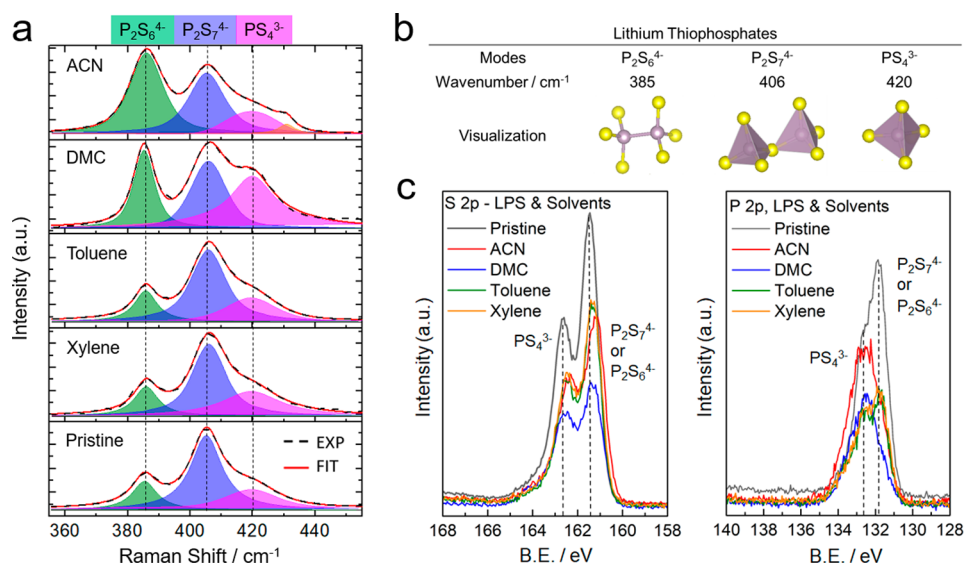 a
P₂S₆⁴⁻ P₂S₇⁴⁻ PS₄³⁻
ACN
DMC
Toluene
Xylene
Pristine
EXP
FIT
Intensity (a.u.)
360 380 400 420 440
Raman Shift / cm⁻¹
b
Lithium Thiophosphates
Modes P₂S₆⁴⁻ P₂S₇⁴⁻ PS₄³⁻
Wavenumber / cm⁻¹ 385 406 420
Visualization
c
S 2p - LPS & Solvents
Pristine
ACN
DMC
Toluene
Xylene
PS₄³⁻
P₂S₇⁴⁻
or
P₂S₆⁴⁻
Intensity (a.u.)
168 166 164 162 160 158
B.E. / eV
P 2p, LPS & Solvents
Pristine
ACN
DMC
Toluene
Xylene
P₂S₇⁴⁻
or
P₂S₆⁴⁻
PS₄³⁻
Intensity (a.u.)
140 138 136 134 132 130 128
B.E. / eV